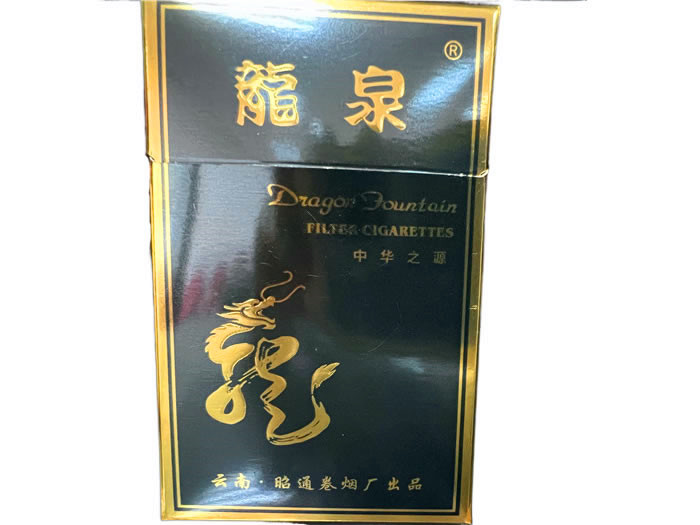 龍泉®
Dragon Fountain
FILTER CIGARETTES
中华之源
云南·昭通卷烟厂出品